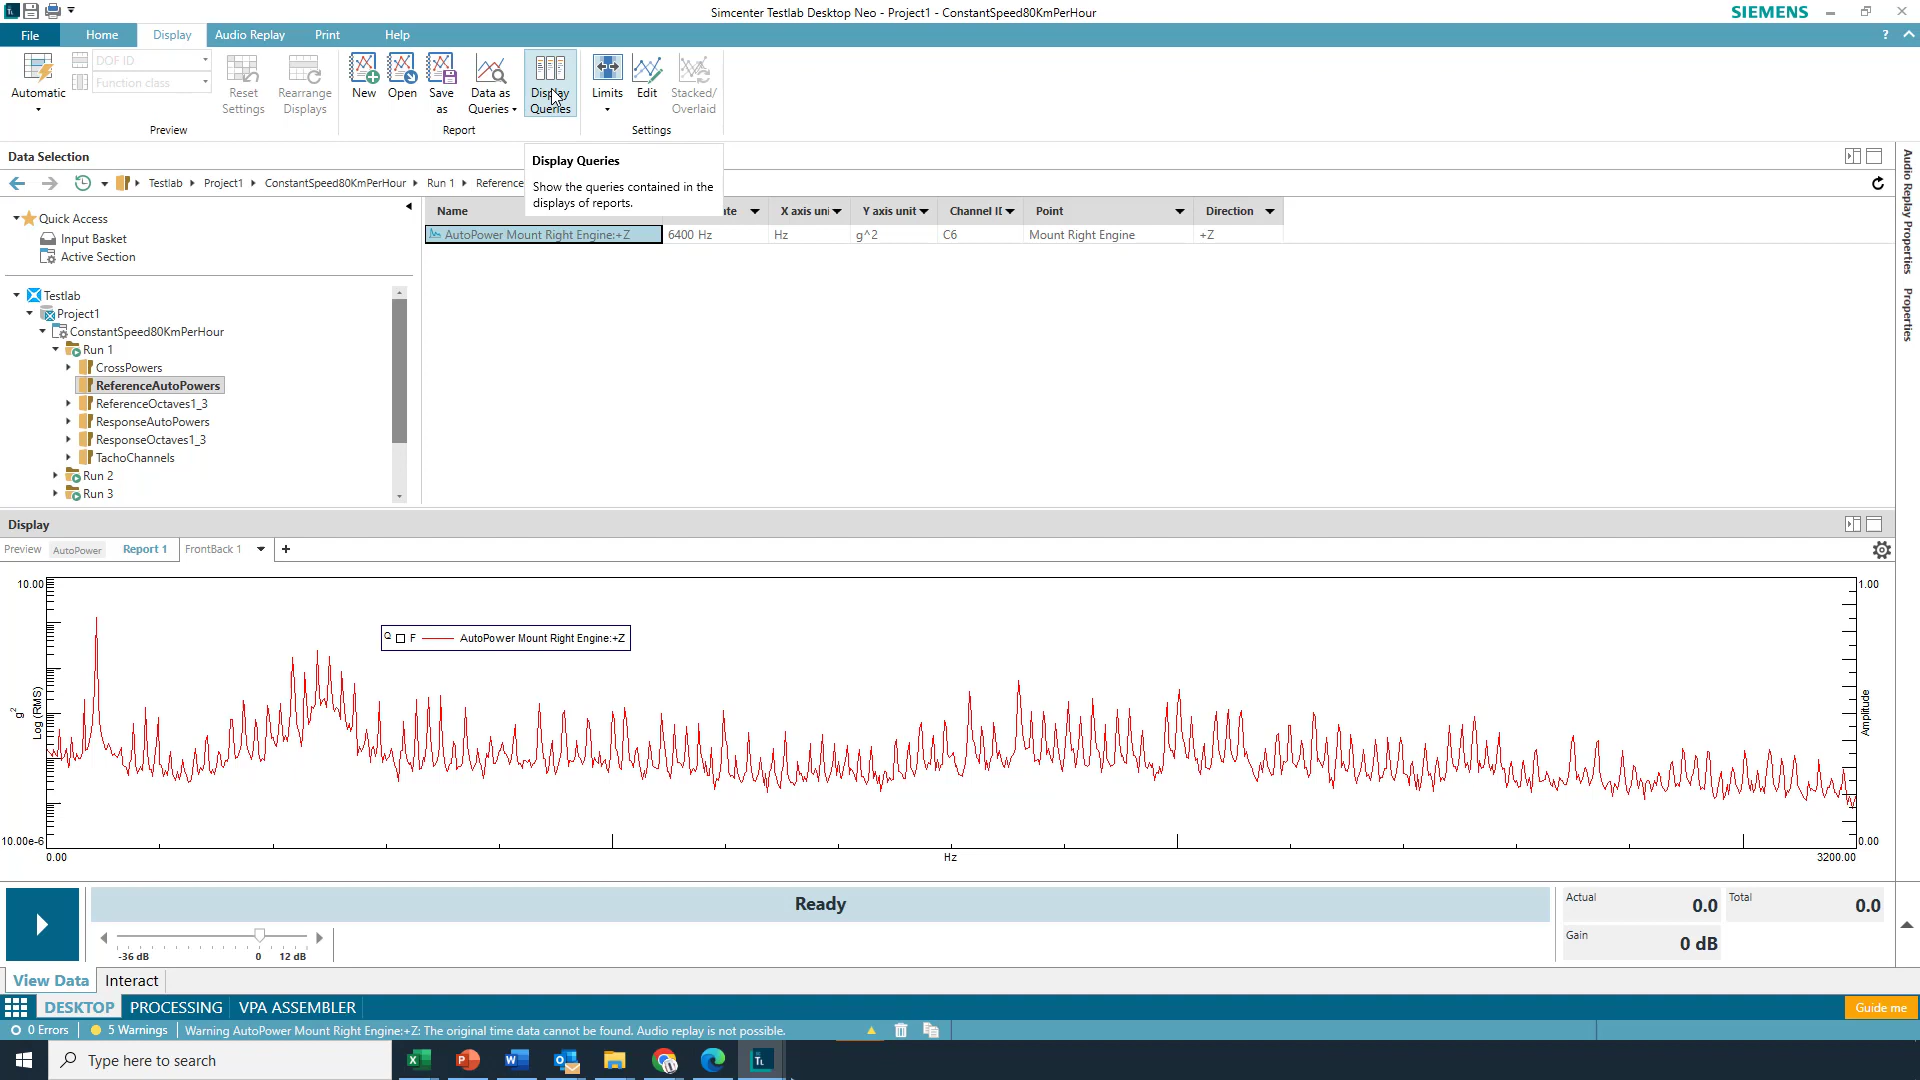 Simcenter Testlab Desktop Neo - Project1 - ConstantSpeed80KmPerHour
SIEMENS
File Home Display Audio Replay Print Help ?
Automatic
DOF ID
Function class
Reset Settings
Rearrange Displays
New
Open
Save as
Data as Queries
Display Queries
Limits
Edit
Stacked/ Overlaid
Preview Report Settings
Data Selection
Testlab Project1 ConstantSpeed80KmPerHour Run 1 Reference
Display Queries
Show the queries contained in the
displays of reports.
Quick Access
Input Basket
Active Section
Testlab
Project1
ConstantSpeed80KmPerHour
Run 1
CrossPowers
ReferenceAutoPowers
ReferenceOctaves1_3
ResponseAutoPowers
ResponseOctaves1_3
TachoChannels
Run 2
Run 3
Name te X axis uni Y axis unit Channel II Point Direction
AutoPower Mount Right Engine:+Z 6400 Hz Hz g^2 C6 Mount Right Engine +Z
Audio Replay Properties
Properties
Display
Preview AutoPower Report 1 FrontBack 1 +
10.00
g2
Log (RMS)
10.00e-6
Q F AutoPower Mount Right Engine:+Z
1.00
Amplitude
0.00
0.00 Hz 3200.00
Ready
-36 dB 0 12 dB
Actual 0.0
Total 0.0
Gain 0 dB
View Data Interact
DESKTOP PROCESSING VPA ASSEMBLER Guide me
0 Errors 5 Warnings Warning AutoPower Mount Right Engine:+Z: The original time data cannot be found. Audio replay is not possible.
Type here to search